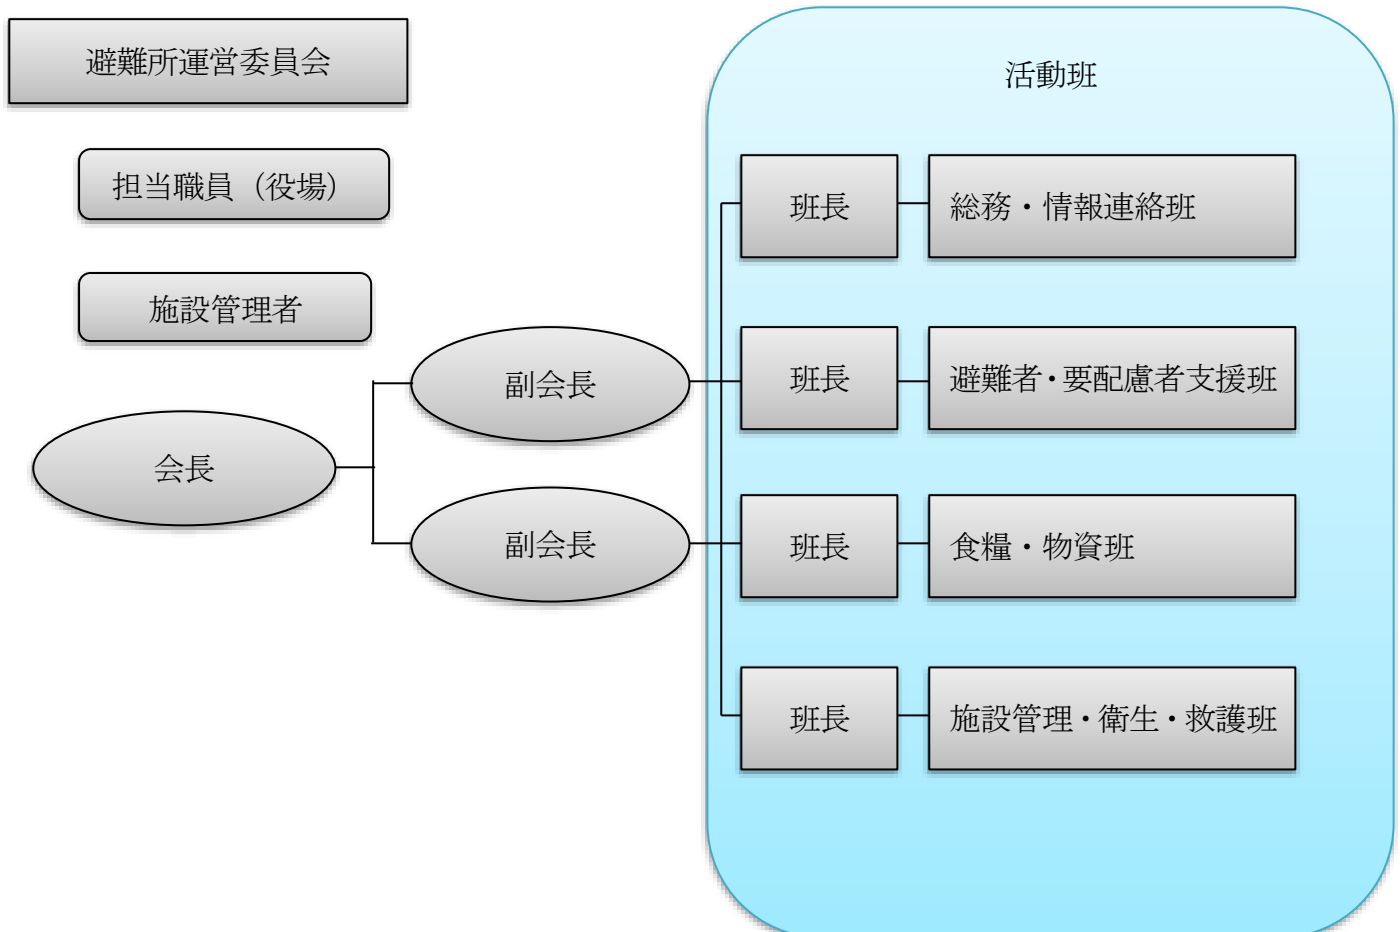 避難所運営委員会
担当職員（役場）
施設管理者
会長
副会長
副会長
活動班
班長
総務・情報連絡班
班長
避難者・要配慮者支援班
班長
食糧・物資班
班長
施設管理・衛生・救護班